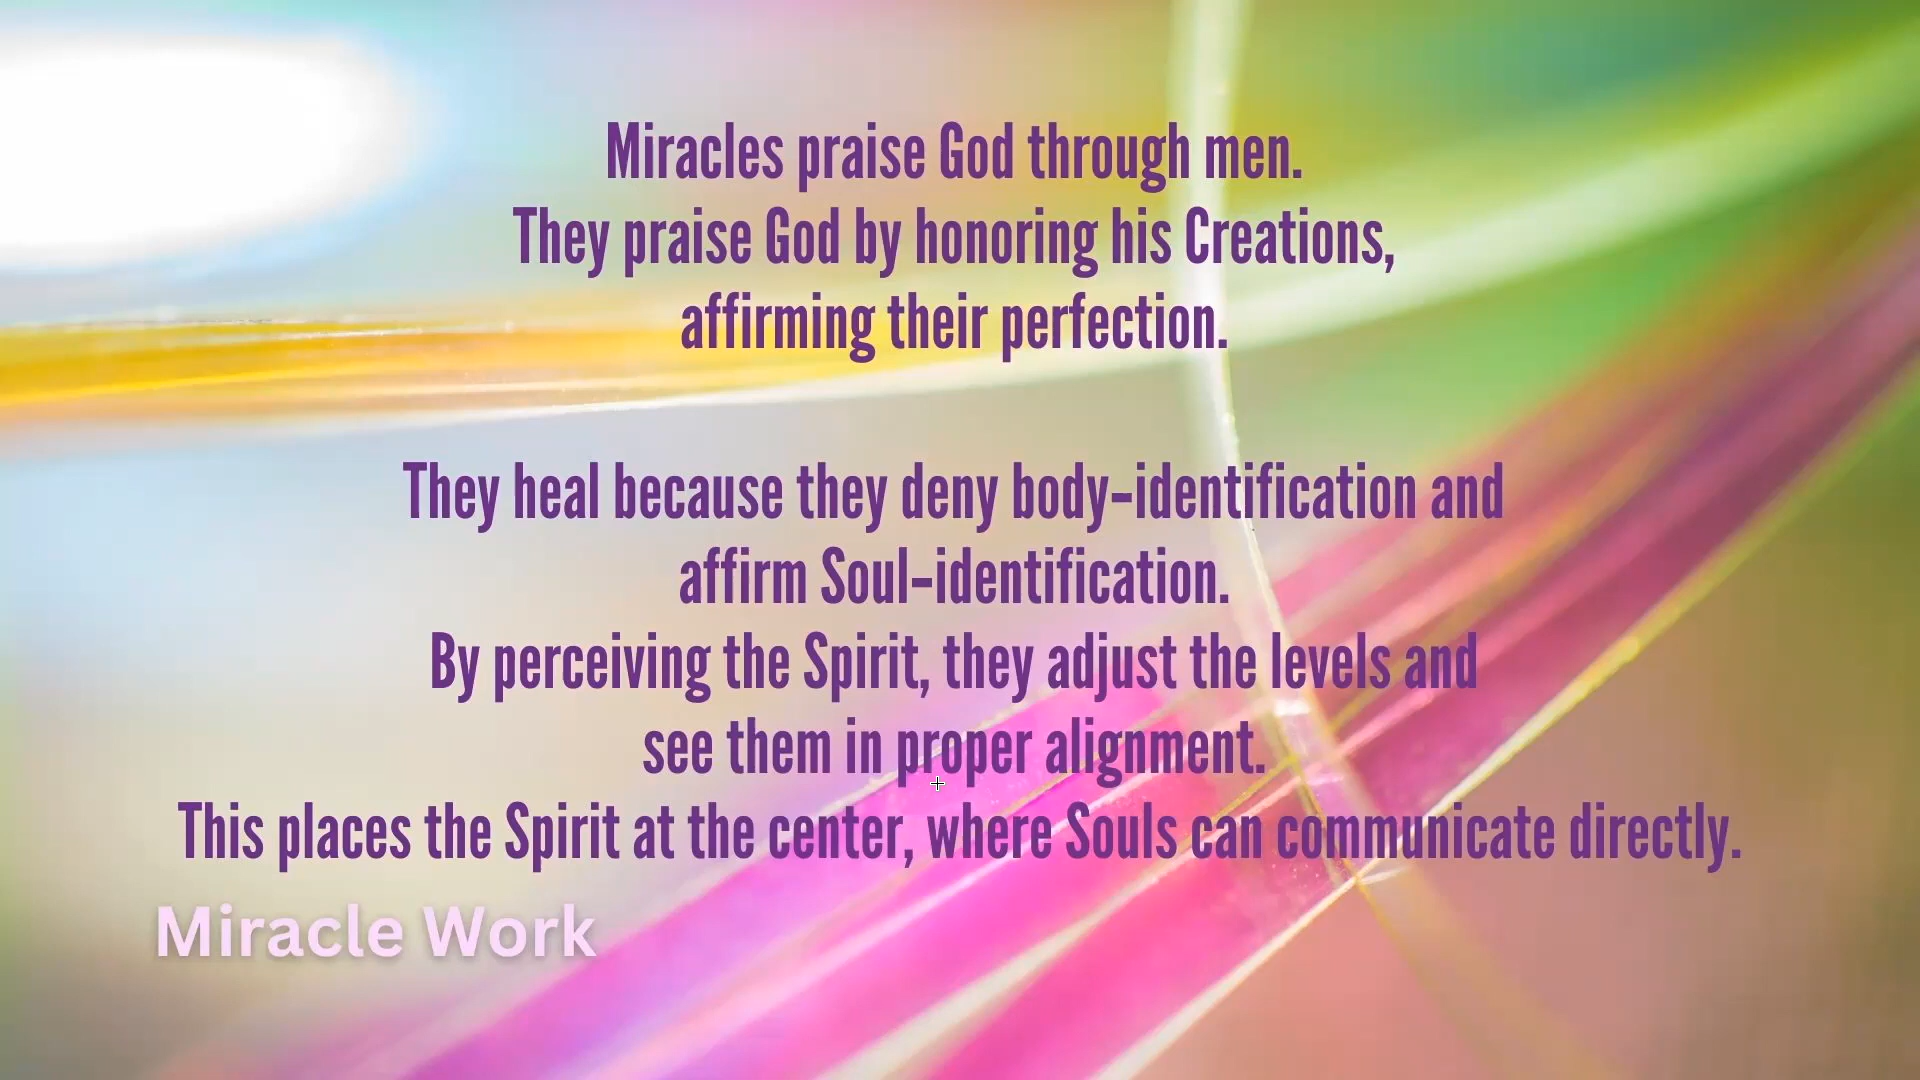 Miracles praise God through men.
They praise God by honoring his Creations,
affirming their perfection.
They heal because they deny body-identification and
affirm Soul-identification.
By perceiving the Spirit, they adjust the levels and
see them in proper alignment.
This places the Spirit at the center, where Souls can communicate directly.
Miracle Work